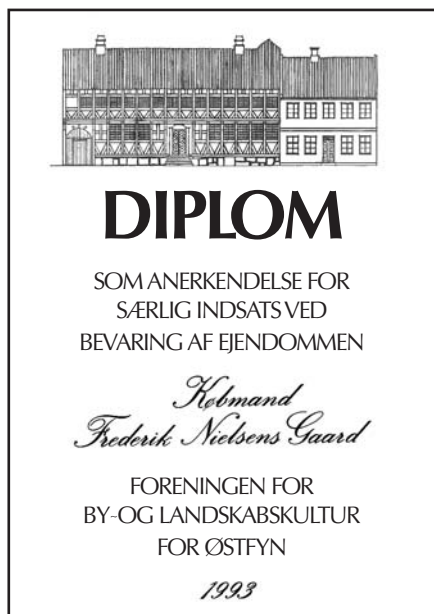 DIPLOM
SOM ANERKENDELSE FOR
SÆRLIG INDSATS VED
BEVARING AF EJENDOMMEN
Købmand
Frederik Nielsens Gaard
FORENINGEN FOR
BY-OG LANDSKABSKULTUR
FOR ØSTFYN
1993